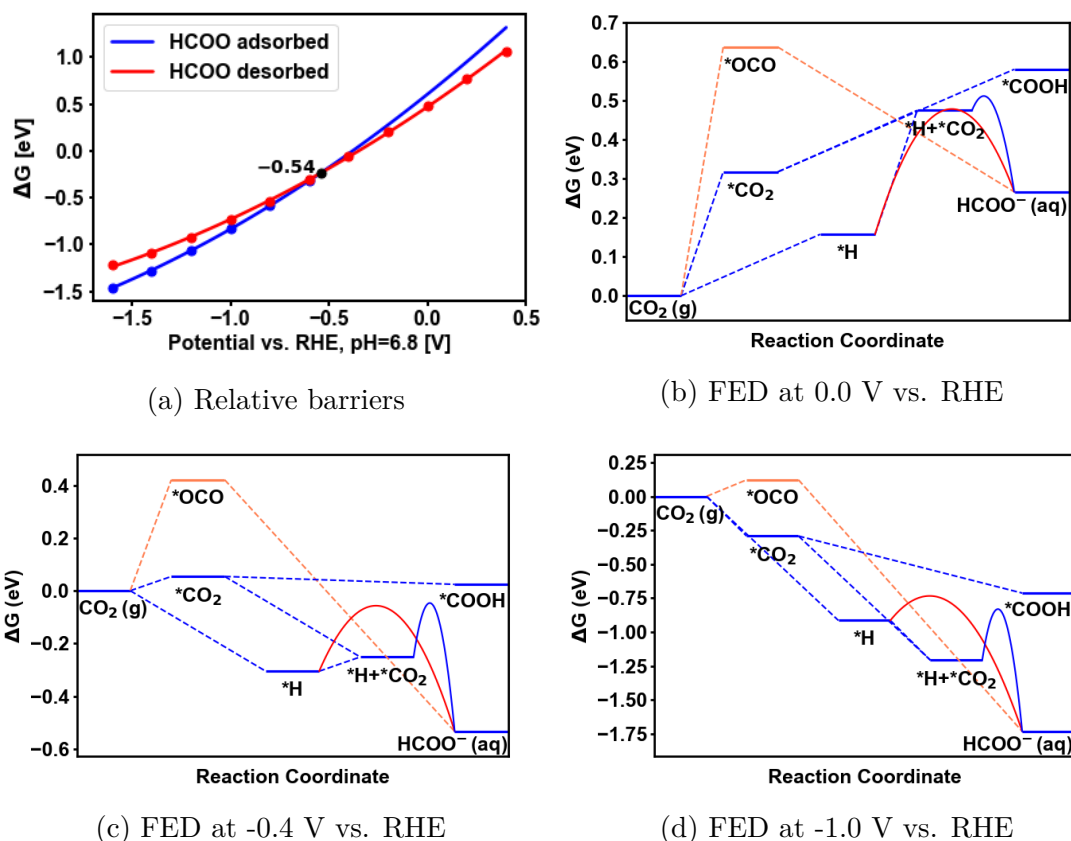 HCOO adsorbed
HCOO desorbed
ΔG [eV]
1.0
0.5
0.0
−0.5
−1.0
−1.5
−0.54
−1.5 −1.0 −0.5 0.0 0.5
Potential vs. RHE, pH=6.8 [V]
(a) Relative barriers
ΔG (eV)
0.7
0.6
0.5
0.4
0.3
0.2
0.1
0.0
*OCO
*COOH
*H+*CO₂
*CO₂
HCOO⁻ (aq)
*H
CO₂ (g)
Reaction Coordinate
(b) FED at 0.0 V vs. RHE
ΔG (eV)
0.4
0.2
0.0
−0.2
−0.4
−0.6
*OCO
*CO₂
CO₂ (g)
*COOH
*H
*H+*CO₂
HCOO⁻ (aq)
Reaction Coordinate
(c) FED at -0.4 V vs. RHE
ΔG (eV)
0.25
0.00
−0.25
−0.50
−0.75
−1.00
−1.25
−1.50
−1.75
*OCO
CO₂ (g)
*CO₂
*COOH
*H
*H+*CO₂
HCOO⁻ (aq)
Reaction Coordinate
(d) FED at -1.0 V vs. RHE